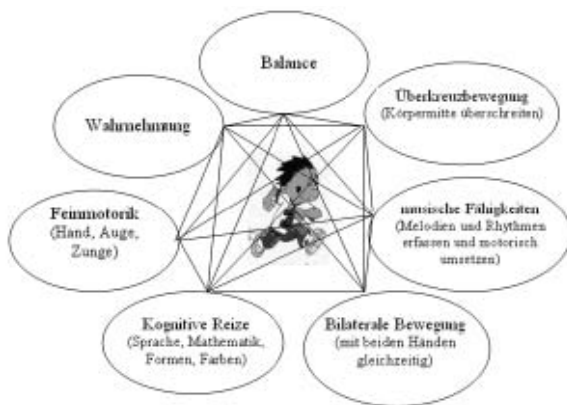 Balance
Überkreuzbewegung
(Körpermitte überschreiten)
Wahrnehmung
Feinmotorik
(Hand, Auge,
Zunge)
musische Fähigkeiten
(Melodien und Rhythmen
erfassen und motorisch
umsetzen)
Kognitive Reize
(Sprache, Mathematik,
Formen, Farben)
Bilaterale Bewegung
(mit beiden Händen
gleichzeitig)